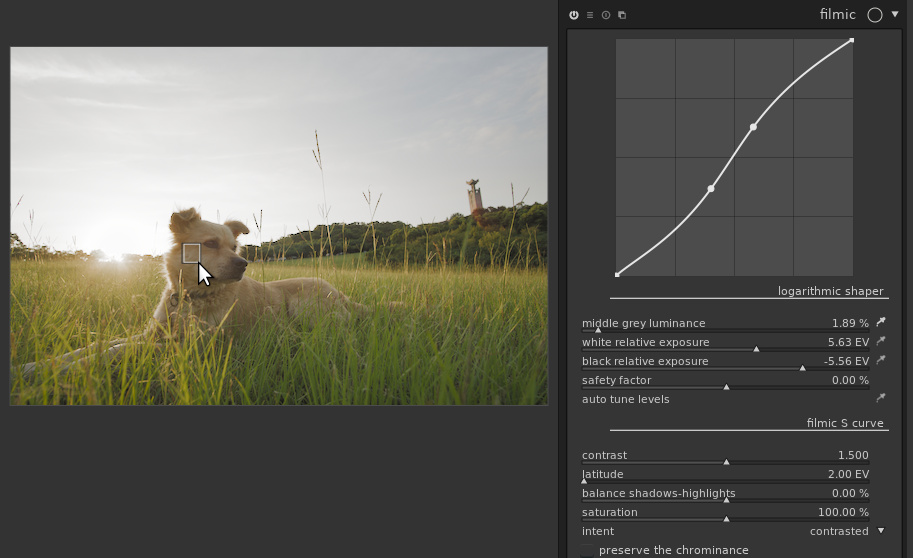 filmic
logarithmic shaper
middle grey luminance 1.89 %
white relative exposure 5.63 EV
black relative exposure -5.56 EV
safety factor 0.00 %
auto tune levels
filmic S curve
contrast 1.500
latitude 2.00 EV
balance shadows-highlights 0.00 %
saturation 100.00 %
intent contrasted
preserve the chrominance